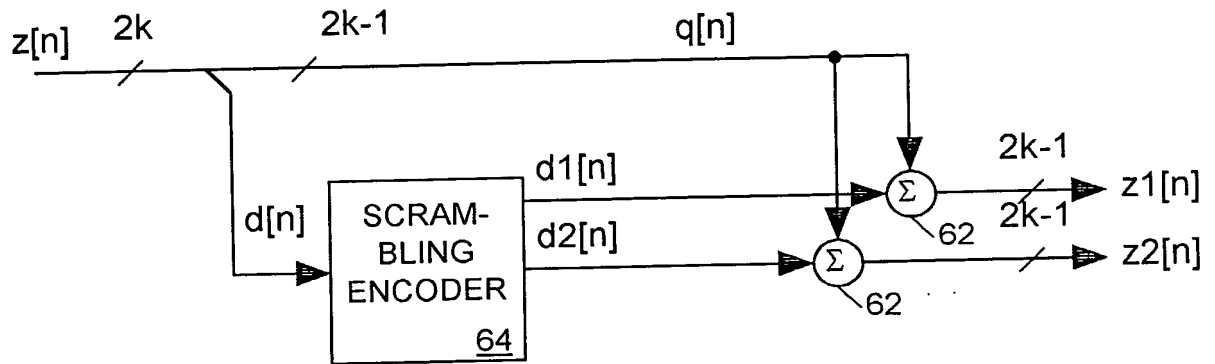 z[n]
2k
2k-1
q[n]
d[n]
SCRAM-
BLING
ENCODER
64
d1[n]
d2[n]
Σ
62
Σ
62
2k-1
z1[n]
2k-1
z2[n]